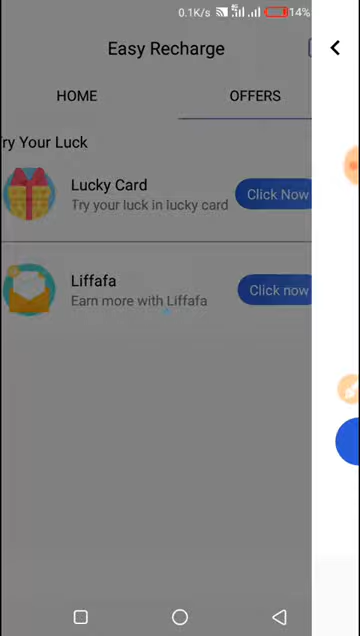 0.1K/s 14%
Easy Recharge
HOME OFFERS
ry Your Luck
Lucky Card
Try your luck in lucky card
Click Now
Liffafa
Earn more with Liffafa
Click now